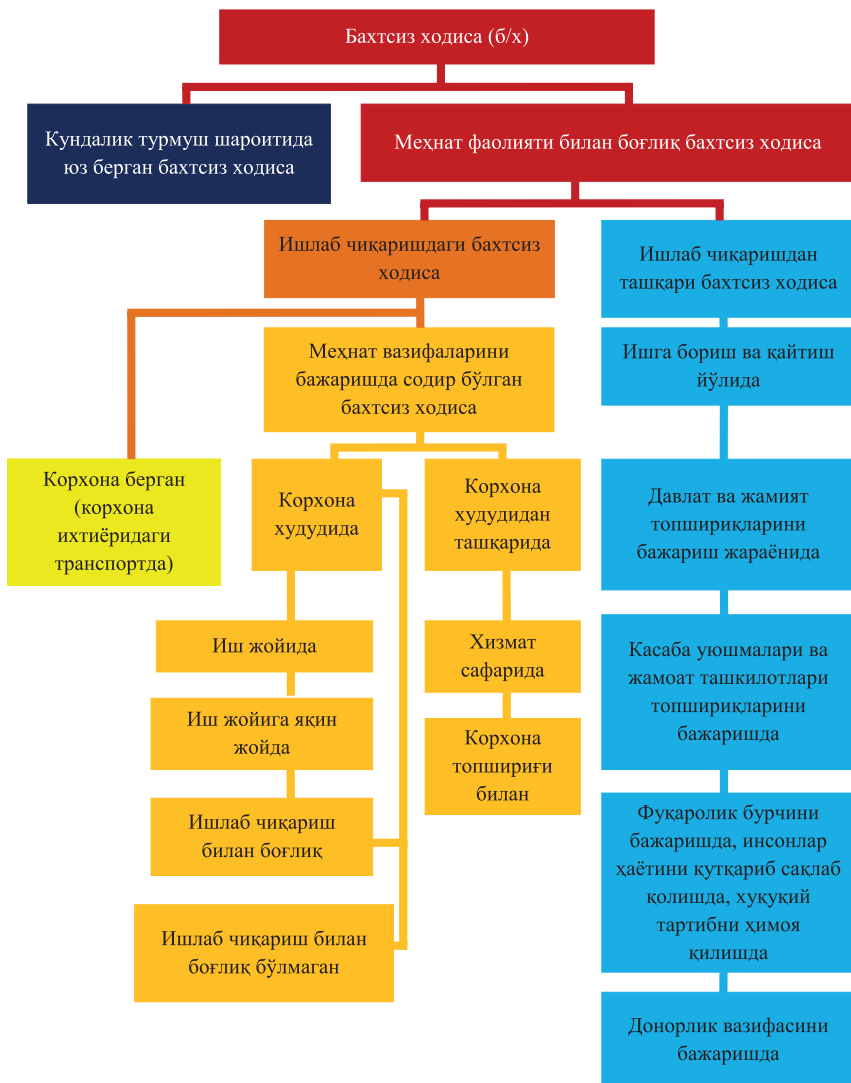 Бахтсиз ходиса (б/х)
Кундалик турмуш шароитида
юз берган бахтсиз ходиса
Меҳнат фаолияти билан боғлиқ бахтсиз ходиса
Ишлаб чиқаришдаги бахтсиз
ходиса
Ишлаб чиқаришдан
ташқари бахтсиз ходиса
Меҳнат вазифаларини
бажаришда содир бўлган
бахтсиз ходиса
Ишга бориш ва қайтиш
йўлида
Корхона берган
(корхона
ихтиёридаги
транспортда)
Корхона
худудида
Корхона
худудидан
ташқарида
Давлат ва жамият
топшириқларини
бажариш жараёнида
Иш жойида
Хизмат
сафарида
Касаба уюшмалари ва
жамоат ташкилотлари
топшириқларини
бажаришда
Иш жойига яқин
жойда
Корхона
топшириғи
билан
Ишлаб чиқариш
билан боғлиқ
Фуқаролик бурчини
бажаришда, инсонлар
ҳаётини қутқариб сақлаб
қолишда, хуқуқий
тартибни ҳимоя
қилишда
Ишлаб чиқариш билан
боғлиқ бўлмаган
Донорлик вазифасини
бажаришда